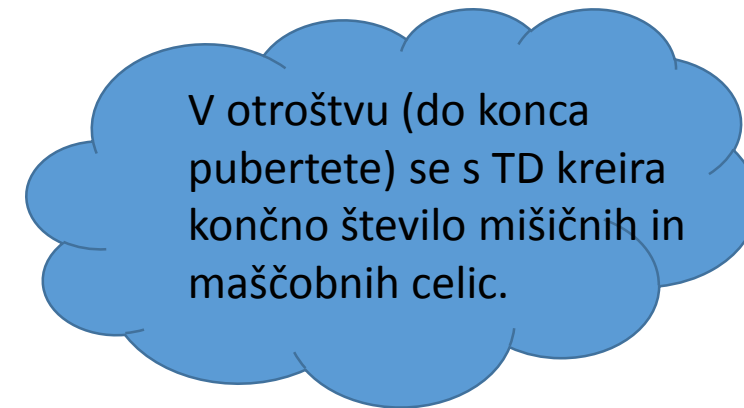 V otroštvu (do konca
pubertete) se s TD kreira
končno število mišičnih in
maščobnih celic.